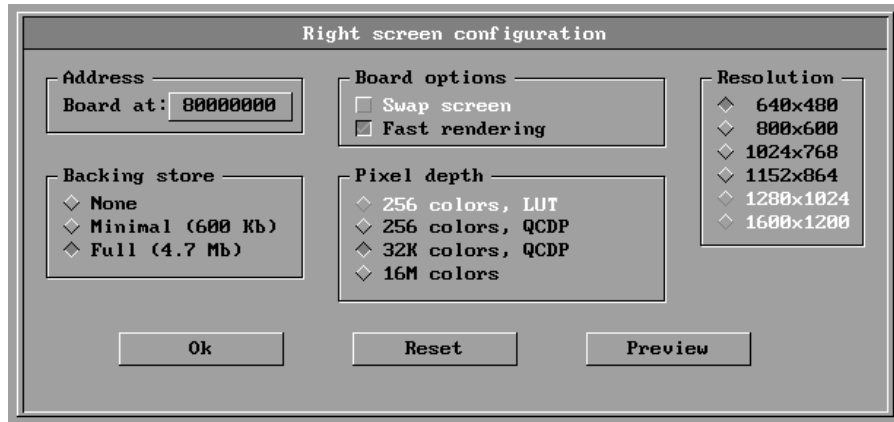 Right screen configuration
Address
Board at: 80000000
Board options
Swap screen
Fast rendering
Resolution
640x480
800x600
1024x768
1152x864
1280x1024
1600x1200
Backing store
None
Minimal (600 Kb)
Full (4.7 Mb)
Pixel depth
256 colors, LUT
256 colors, QCDP
32K colors, QCDP
16M colors
Ok
Reset
Preview